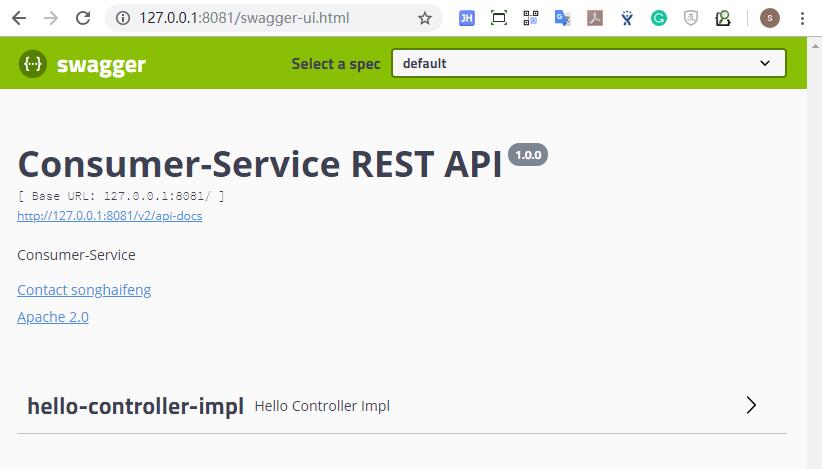 127.0.0.1:8081/swagger-ui.html
JH
S
{··} swagger
Select a spec
default
Consumer-Service REST API 1.0.0
[ Base URL: 127.0.0.1:8081/ ]
http://127.0.0.1:8081/v2/api-docs
Consumer-Service
Contact songhaifeng
Apache 2.0
hello-controller-impl Hello Controller Impl